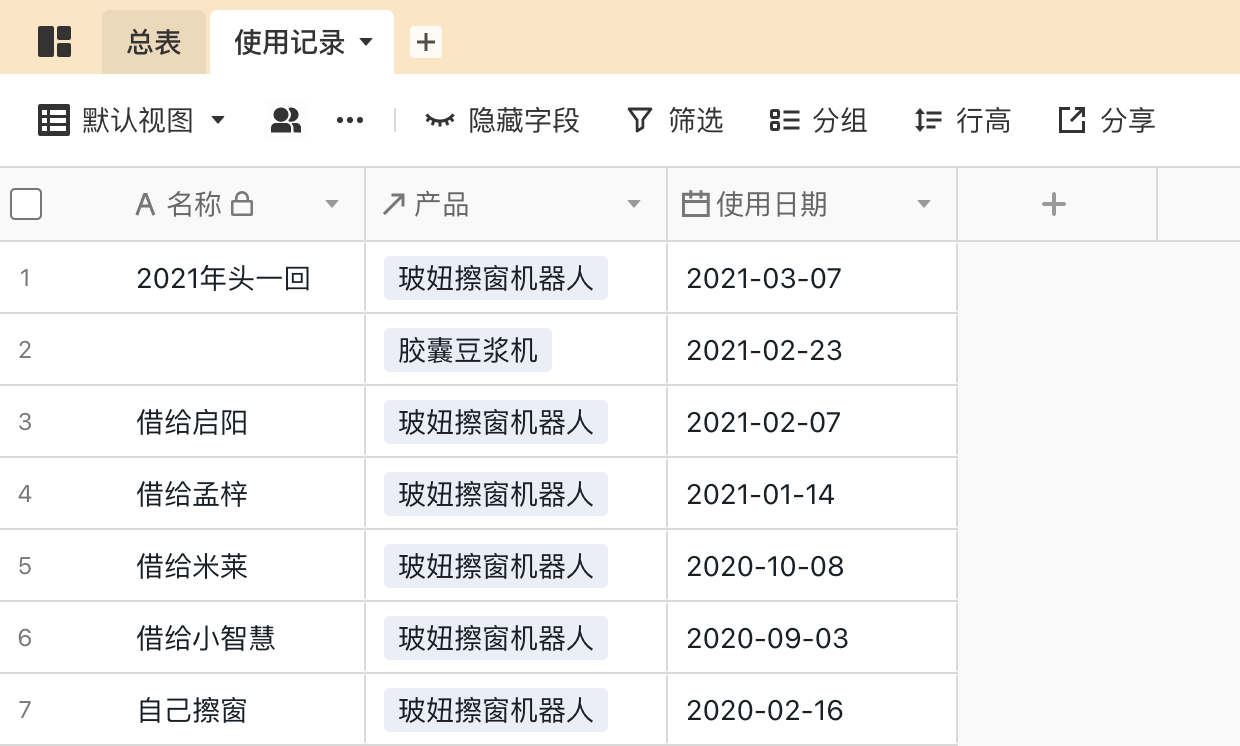 总表 使用记录
默认视图 隐藏字段 筛选 分组 行高 分享
名称 产品 使用日期
1 2021年头一回 玻妞擦窗机器人 2021-03-07
2 胶囊豆浆机 2021-02-23
3 借给启阳 玻妞擦窗机器人 2021-02-07
4 借给孟梓 玻妞擦窗机器人 2021-01-14
5 借给米莱 玻妞擦窗机器人 2020-10-08
6 借给小智慧 玻妞擦窗机器人 2020-09-03
7 自己擦窗 玻妞擦窗机器人 2020-02-16